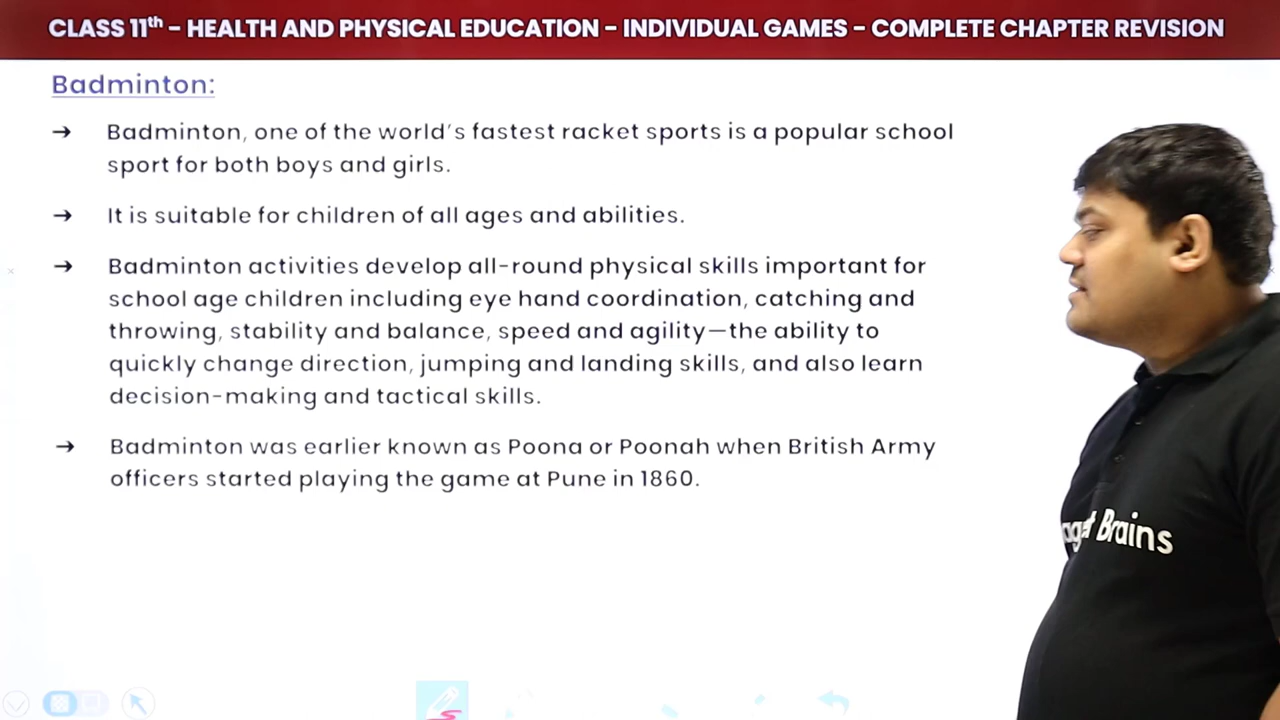 CLASS 11th – HEALTH AND PHYSICAL EDUCATION – INDIVIDUAL GAMES – COMPLETE CHAPTER REVISION
Badminton:
→ Badminton, one of the world's fastest racket sports is a popular school
sport for both boys and girls.
→ It is suitable for children of all ages and abilities.
→ Badminton activities develop all-round physical skills important for
school age children including eye hand coordination, catching and
throwing, stability and balance, speed and agility—the ability to
quickly change direction, jumping and landing skills, and also learn
decision-making and tactical skills.
→ Badminton was earlier known as Poona or Poonah when British Army
officers started playing the game at Pune in 1860.
Brains